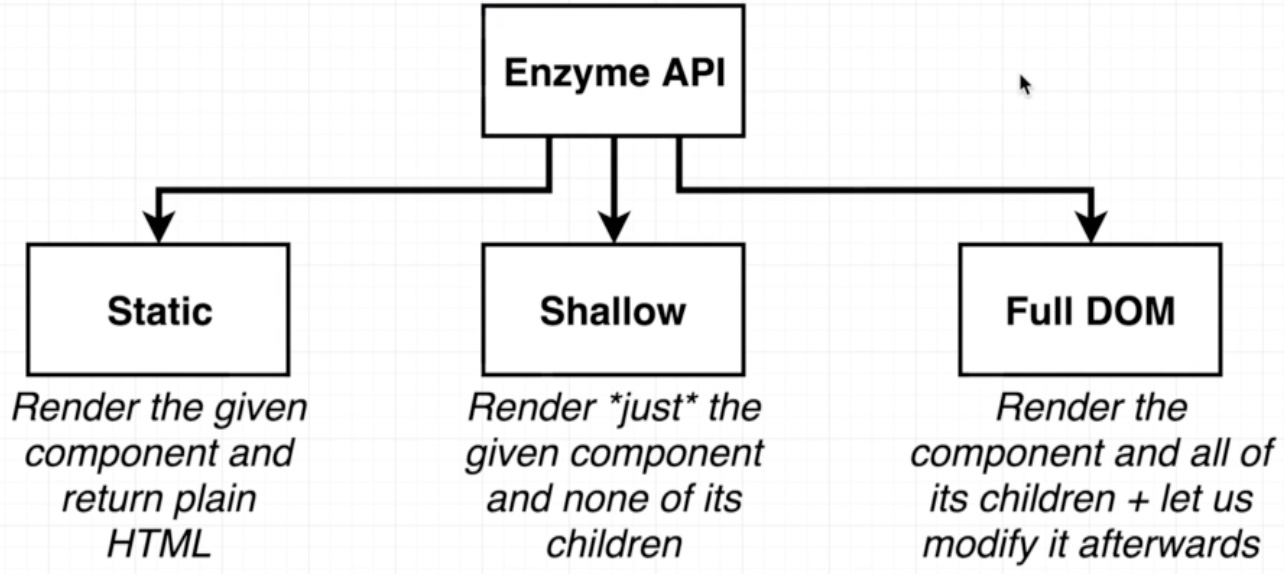 Enzyme API
Static
Render the given
component and
return plain
HTML
Shallow
Render *just* the
given component
and none of its
children
Full DOM
Render the
component and all of
its children + let us
modify it afterwards